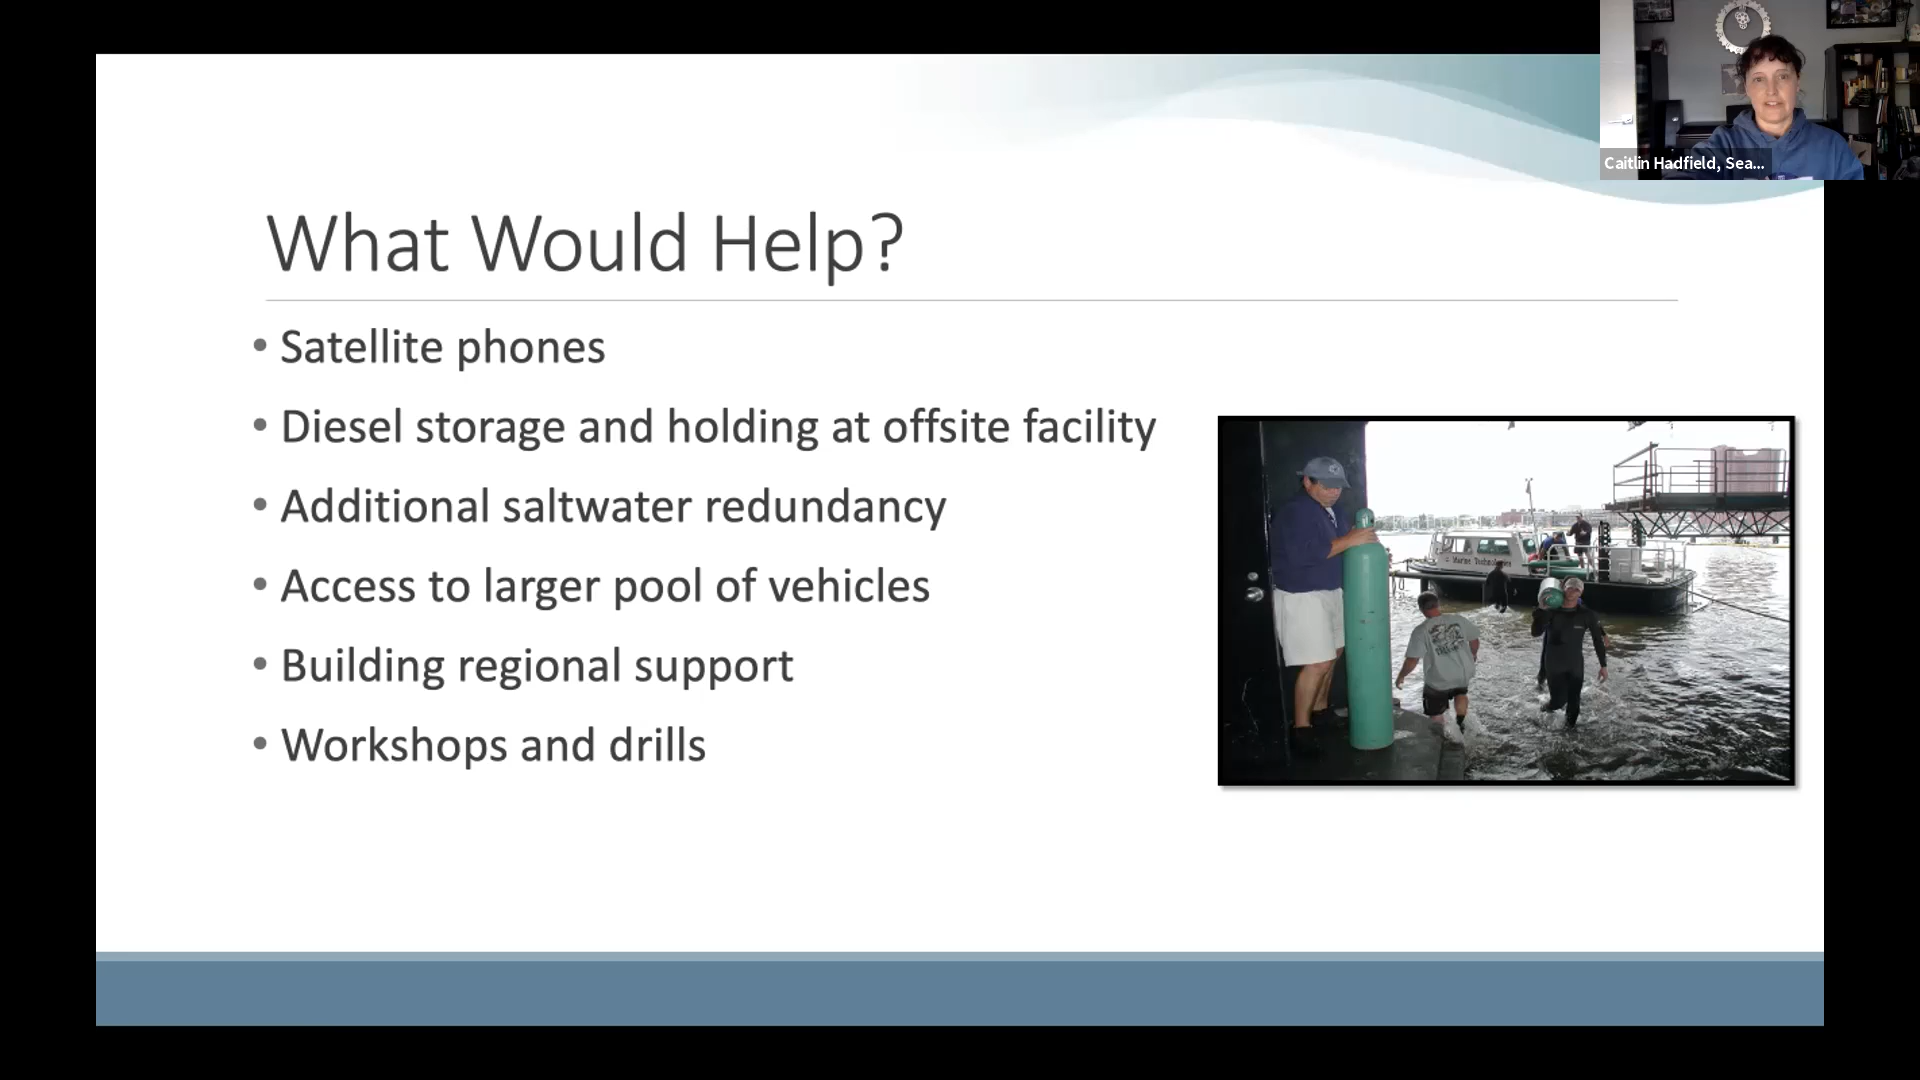 Caitlin Hadfield, Sea...
What Would Help?
• Satellite phones
• Diesel storage and holding at offsite facility
• Additional saltwater redundancy
• Access to larger pool of vehicles
• Building regional support
• Workshops and drills